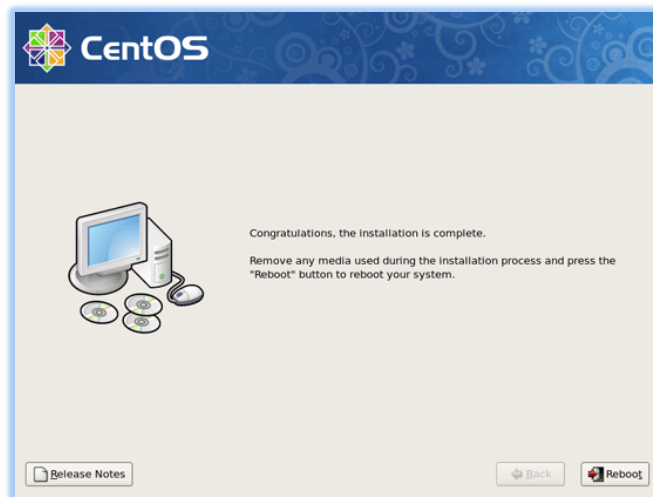 CentOS
Congratulations, the installation is complete.
Remove any media used during the installation process and press the
"Reboot" button to reboot your system.
Release Notes
Back
Reboot